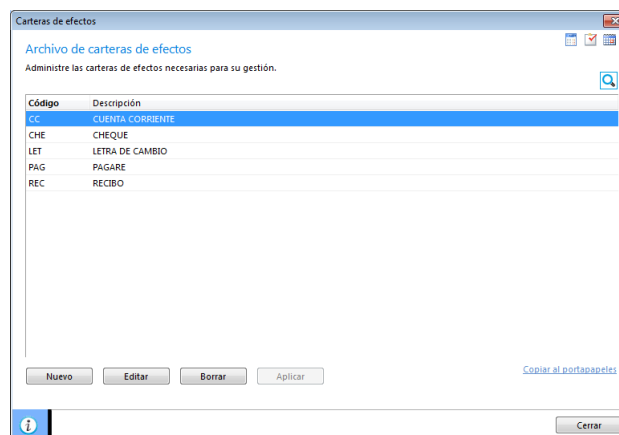 Carteras de efectos
Archivo de carteras de efectos
Administre las carteras de efectos necesarias para su gestión.
Código Descripción
CC CUENTA CORRIENTE
CHE CHEQUE
LET LETRA DE CAMBIO
PAG PAGARE
REC RECIBO
Nuevo Editar Borrar Aplicar Copiar al portapapeles
i Cerrar